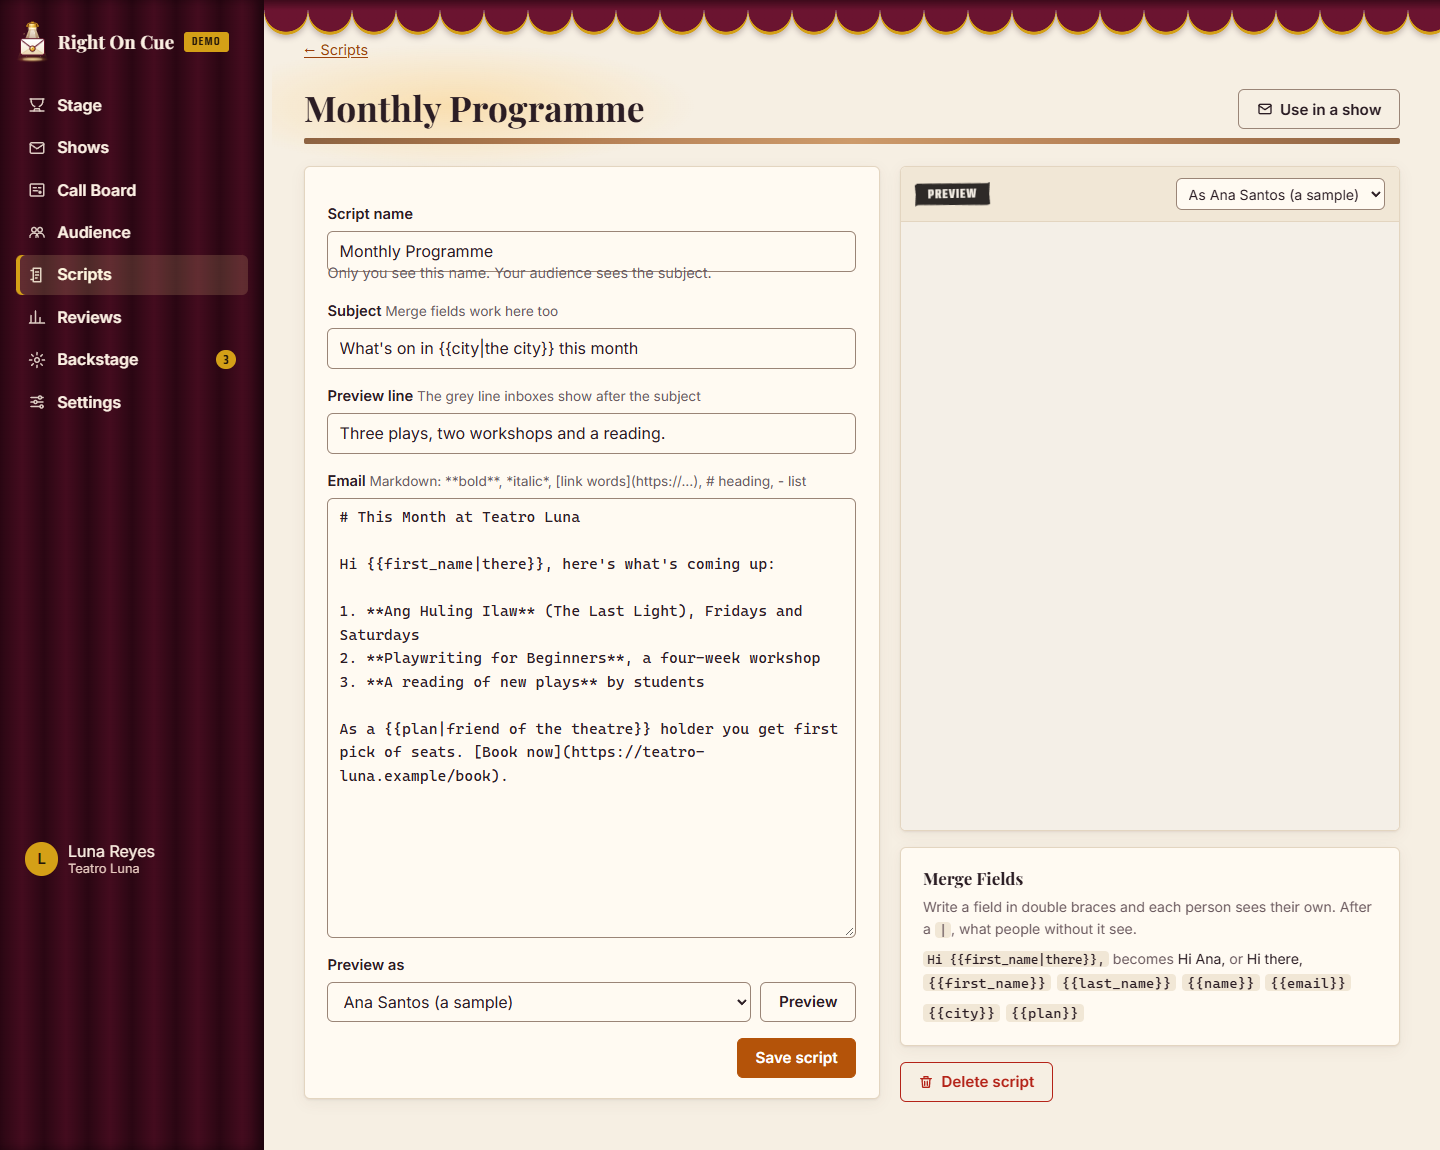 Right On Cue DEMO
Stage
Shows
Call Board
Audience
Scripts
Reviews
Backstage 3
Settings
L
Luna Reyes
Teatro Luna
← Scripts
Monthly Programme
Use in a show
Script name
Monthly Programme
Only you see this name. Your audience sees the subject.
Subject Merge fields work here too
What's on in {{city|the city}} this month
Preview line The grey line inboxes show after the subject
Three plays, two workshops and a reading.
Email Markdown: **bold**, *italic*, [link words](https://...), # heading, - list
# This Month at Teatro Luna
Hi {{first_name|there}}, here's what's coming up:
1. **Ang Huling Ilaw** (The Last Light), Fridays and
Saturdays
2. **Playwriting for Beginners**, a four-week workshop
3. **A reading of new plays** by students
As a {{plan|friend of the theatre}} holder you get first
pick of seats. [Book now](https://teatro-
luna.example/book).
Preview as
Ana Santos (a sample)
Preview
Save script
PREVIEW
As Ana Santos (a sample)
Merge Fields
Write a field in double braces and each person sees their own. After
a |, what people without it see.
Hi {{first_name|there}}, becomes Hi Ana, or Hi there,
{{first_name}} {{last_name}} {{name}} {{email}}
{{city}} {{plan}}
Delete script